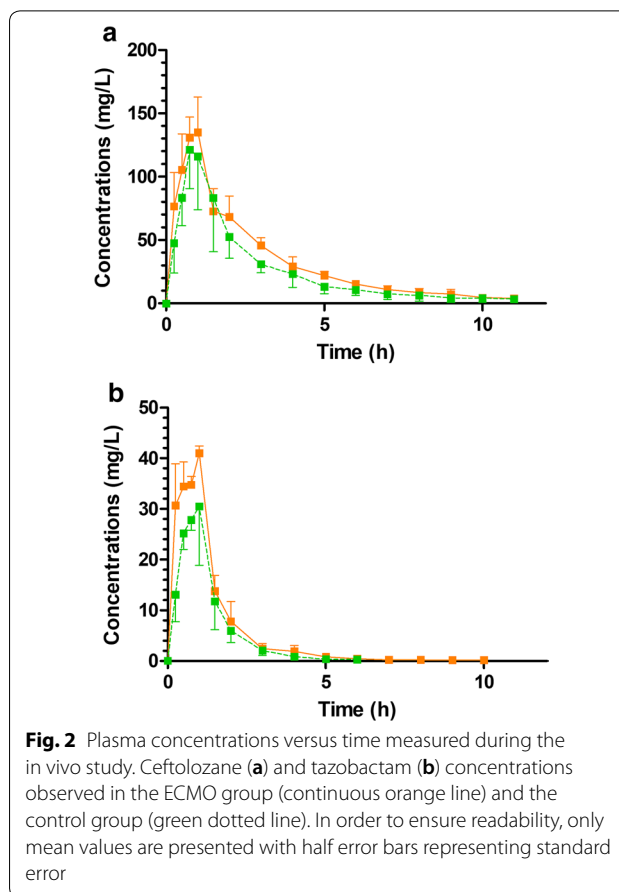 a
200
150
100
50
0
Concentrations (mg/L)
0 5 10
Time (h)
b
50
40
30
20
10
0
Concentrations (mg/L)
0 5 10
Time (h)
Fig. 2 Plasma concentrations versus time measured during the
in vivo study. Ceftolozane (a) and tazobactam (b) concentrations
observed in the ECMO group (continuous orange line) and the
control group (green dotted line). In order to ensure readability, only
mean values are presented with half error bars representing standard
error